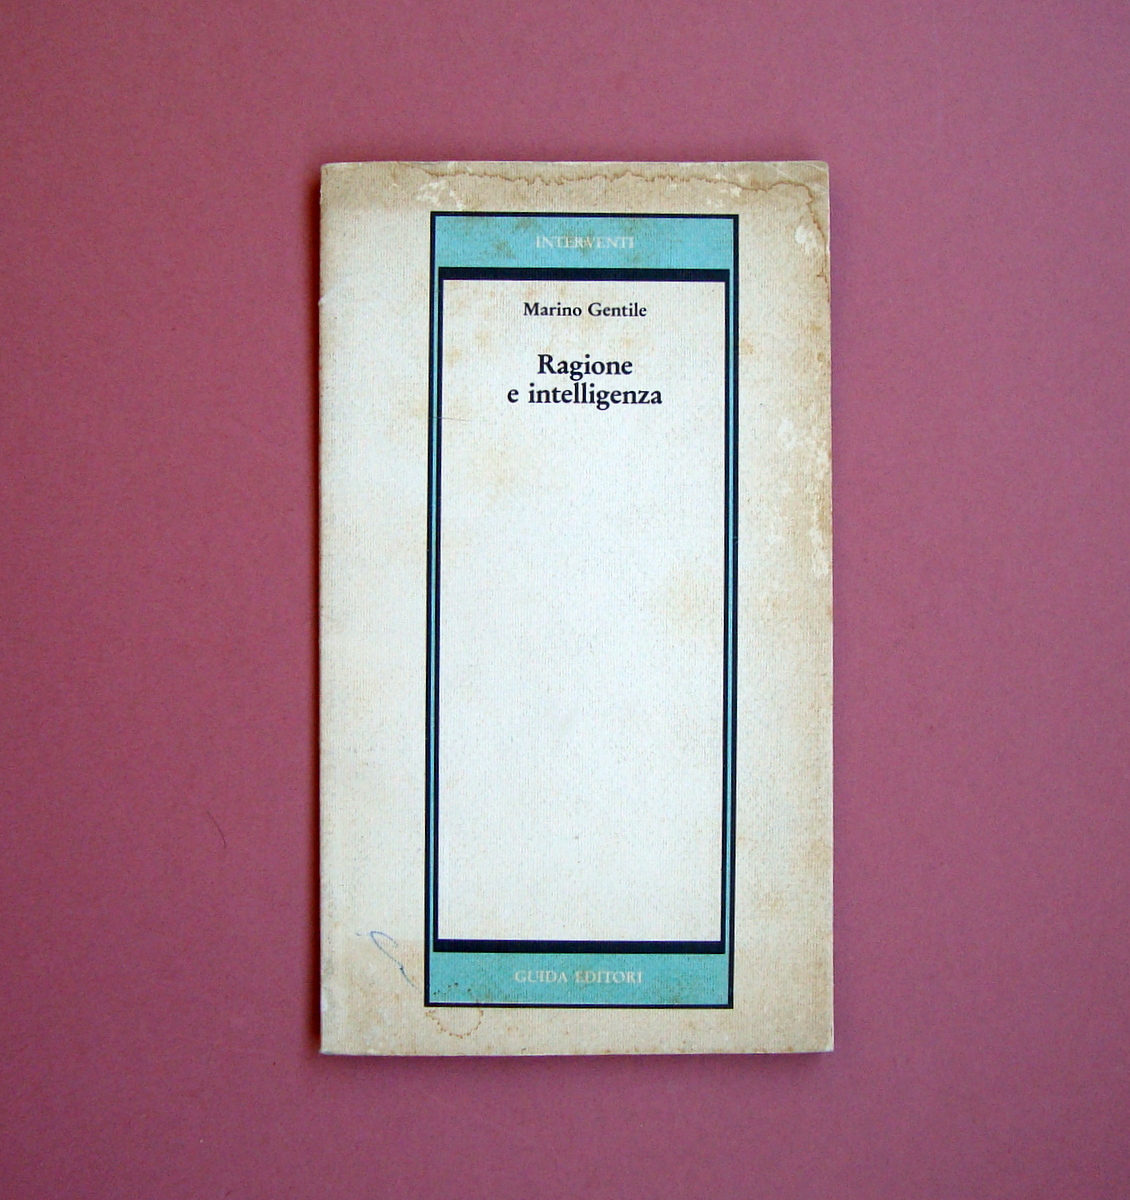 INTERVENTI
Marino Gentile
Ragione
e intelligenza
GUIDA EDITORI